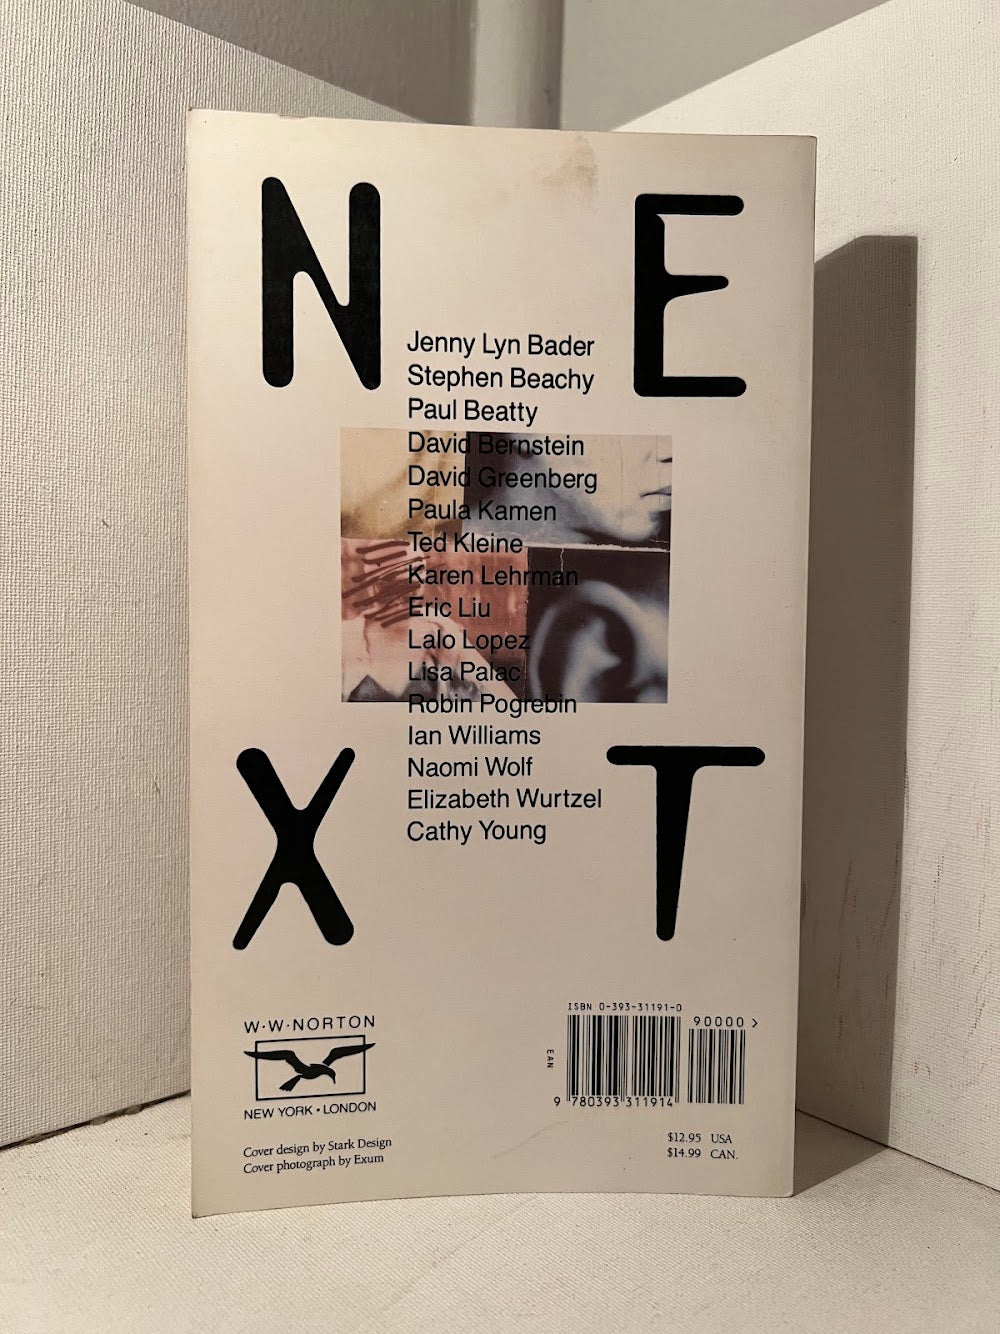 N E
Jenny Lyn Bader
Stephen Beachy
Paul Beatty
David Bernstein
David Greenberg
Paula Kamen
Ted Kleine
Karen Lehrman
Eric Liu
Lalo Lopez
Lisa Palac
Robin Pogrebin
Ian Williams
Naomi Wolf
Elizabeth Wurtzel
Cathy Young
X T
W·W·NORTON
NEW YORK • LONDON
Cover design by Stark Design
Cover photograph by Exum
ISBN 0-393-31191-0
90000 >
EAN
9 780393 311914
$12.95 USA
$14.99 CAN.